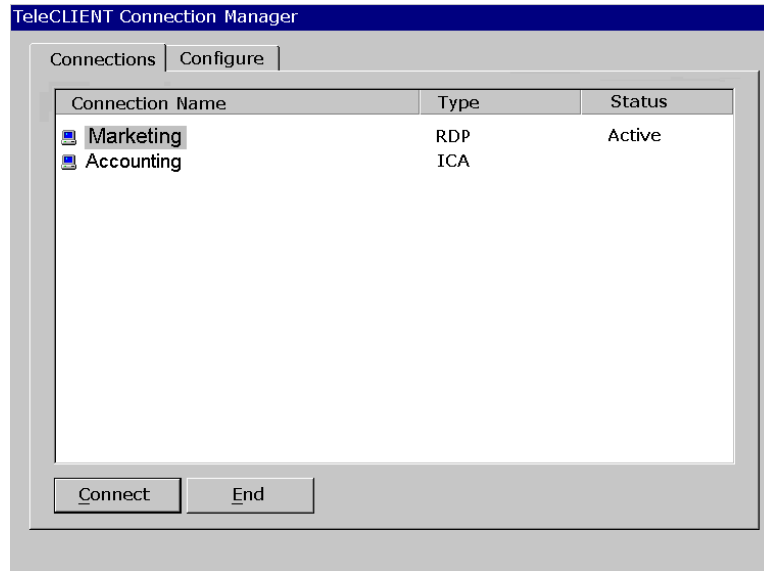 TeleCLIENT Connection Manager
Connections Configure
Connection Name Type Status
Marketing RDP Active
Accounting ICA
Connect End